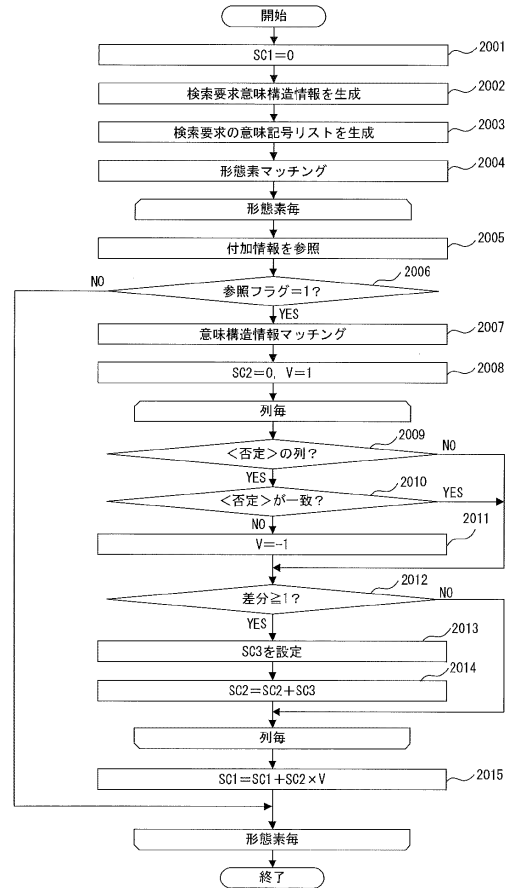 開始
SC1=0
2001
検索要求意味構造情報を生成
2002
検索要求の意味記号リストを生成
2003
形態素マッチング
2004
形態素毎
付加情報を参照
2005
参照フラグ=1?
2006
NO
YES
意味構造情報マッチング
2007
SC2=0, V=1
2008
列毎
<否定>の列?
2009
NO
YES
<否定>が一致?
2010
YES
NO
V=-1
2011
差分≧1?
2012
NO
YES
SC3を設定
2013
SC2=SC2+SC3
2014
列毎
SC1=SC1+SC2×V
2015
形態素毎
終了